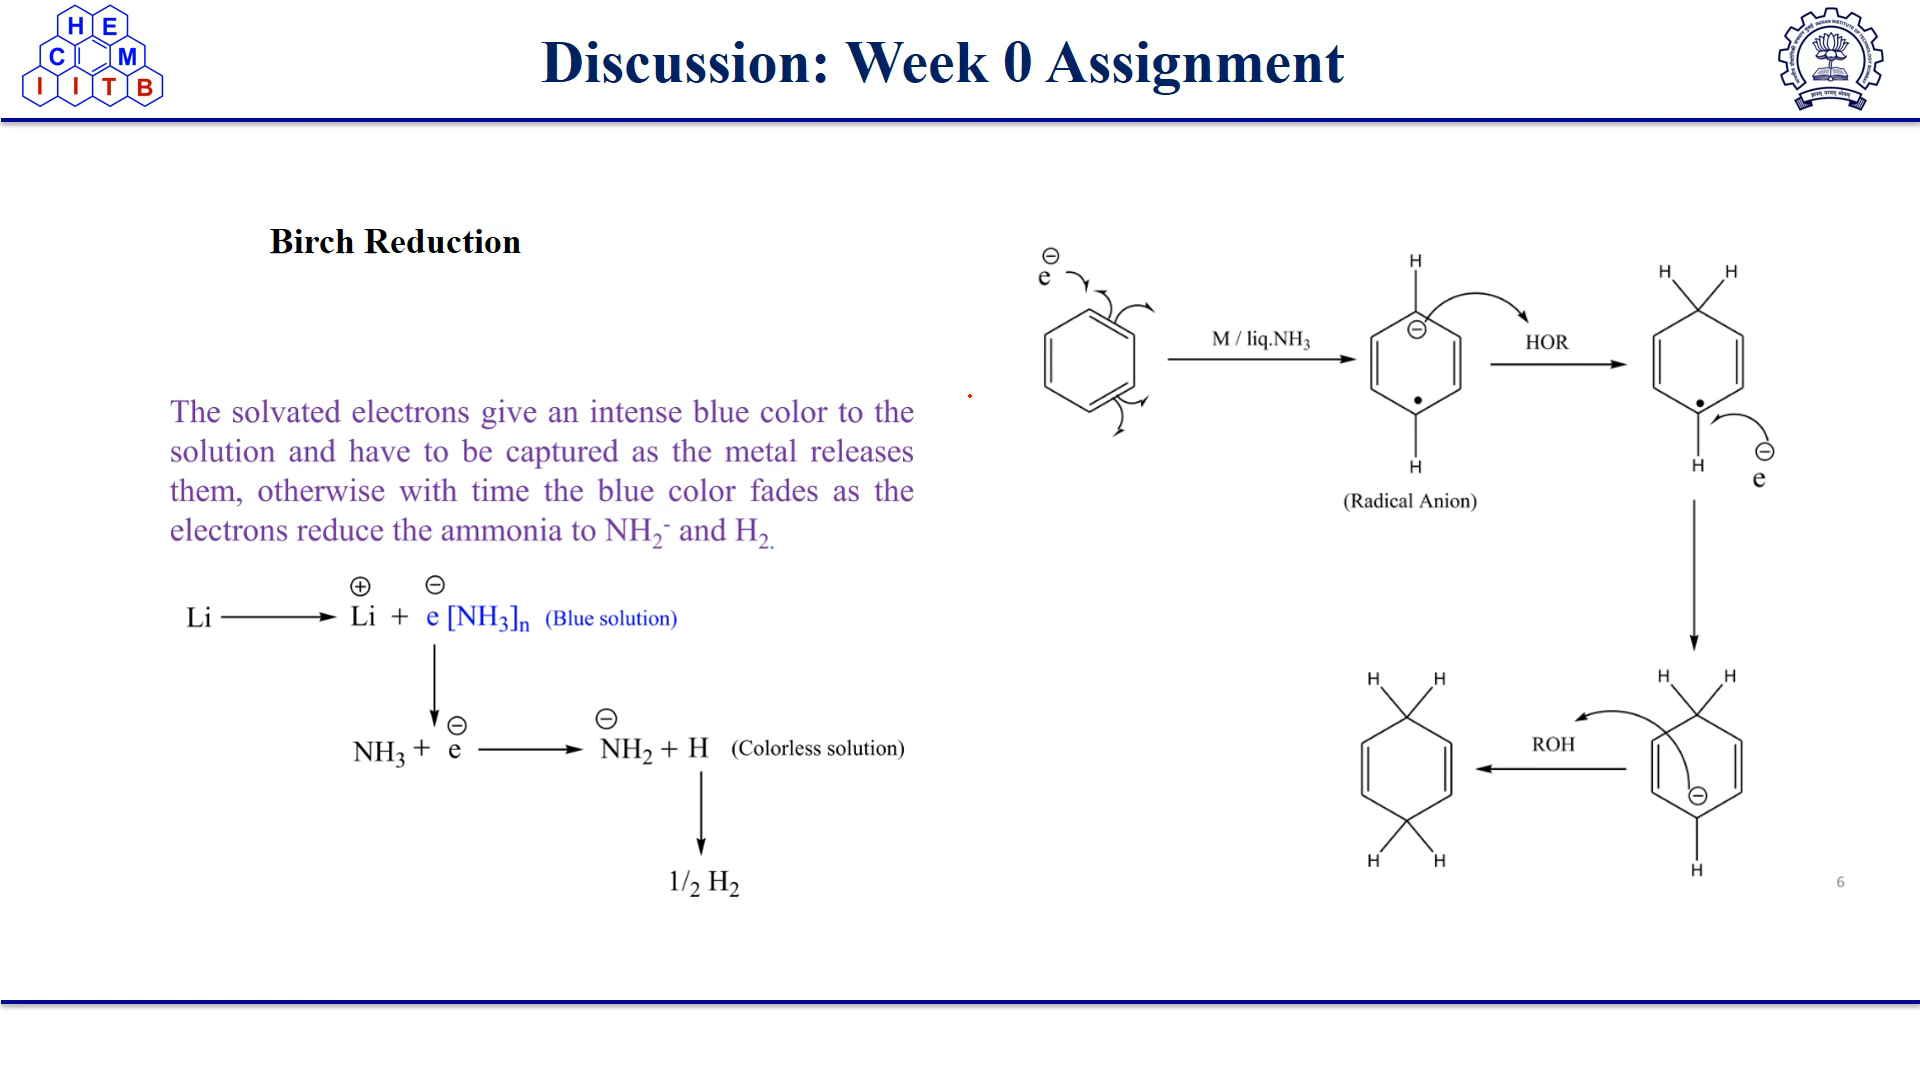 H E
C M
I I T B
Discussion: Week 0 Assignment
Birch Reduction
The solvated electrons give an intense blue color to the
solution and have to be captured as the metal releases
them, otherwise with time the blue color fades as the
electrons reduce the ammonia to NH₂⁻ and H₂.
⊕ ⊖
Li Li + e [NH₃]ₙ (Blue solution)
⊖ ⊖
NH₃ + e NH₂ + H (Colorless solution)
1/₂ H₂
⊖
e
M / liq.NH₃
H
⊖
H
(Radical Anion)
HOR
H H
H
⊖
e
H H
⊖
H
ROH
H H
H H
6